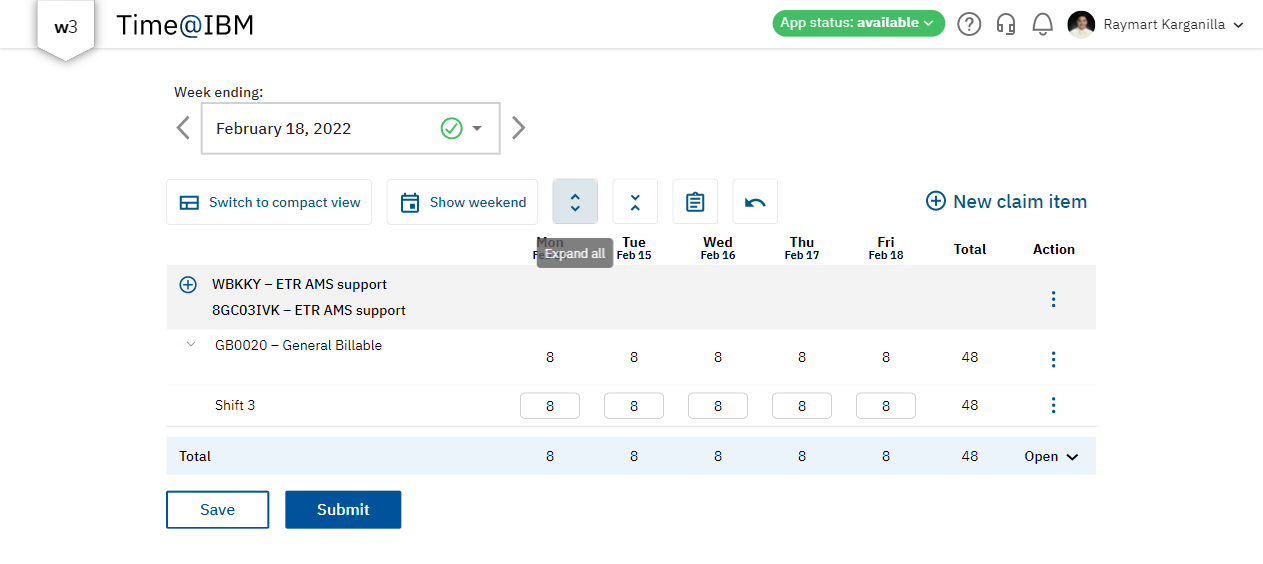 w3
Time@IBM
App status: available
Raymart Karganilla
Week ending:
February 18, 2022
Switch to compact view
Show weekend
New claim item
Mon
Tue
Wed
Thu
Fri
Total
Action
Feb 15
Feb 16
Feb 17
Feb 18
Expand all
WBKKY – ETR AMS support
8GC03IVK – ETR AMS support
GB0020 – General Billable
8 8 8 8 8 48
Shift 3 8 8 8 8 8 48
Total 8 8 8 8 8 48 Open
Save
Submit